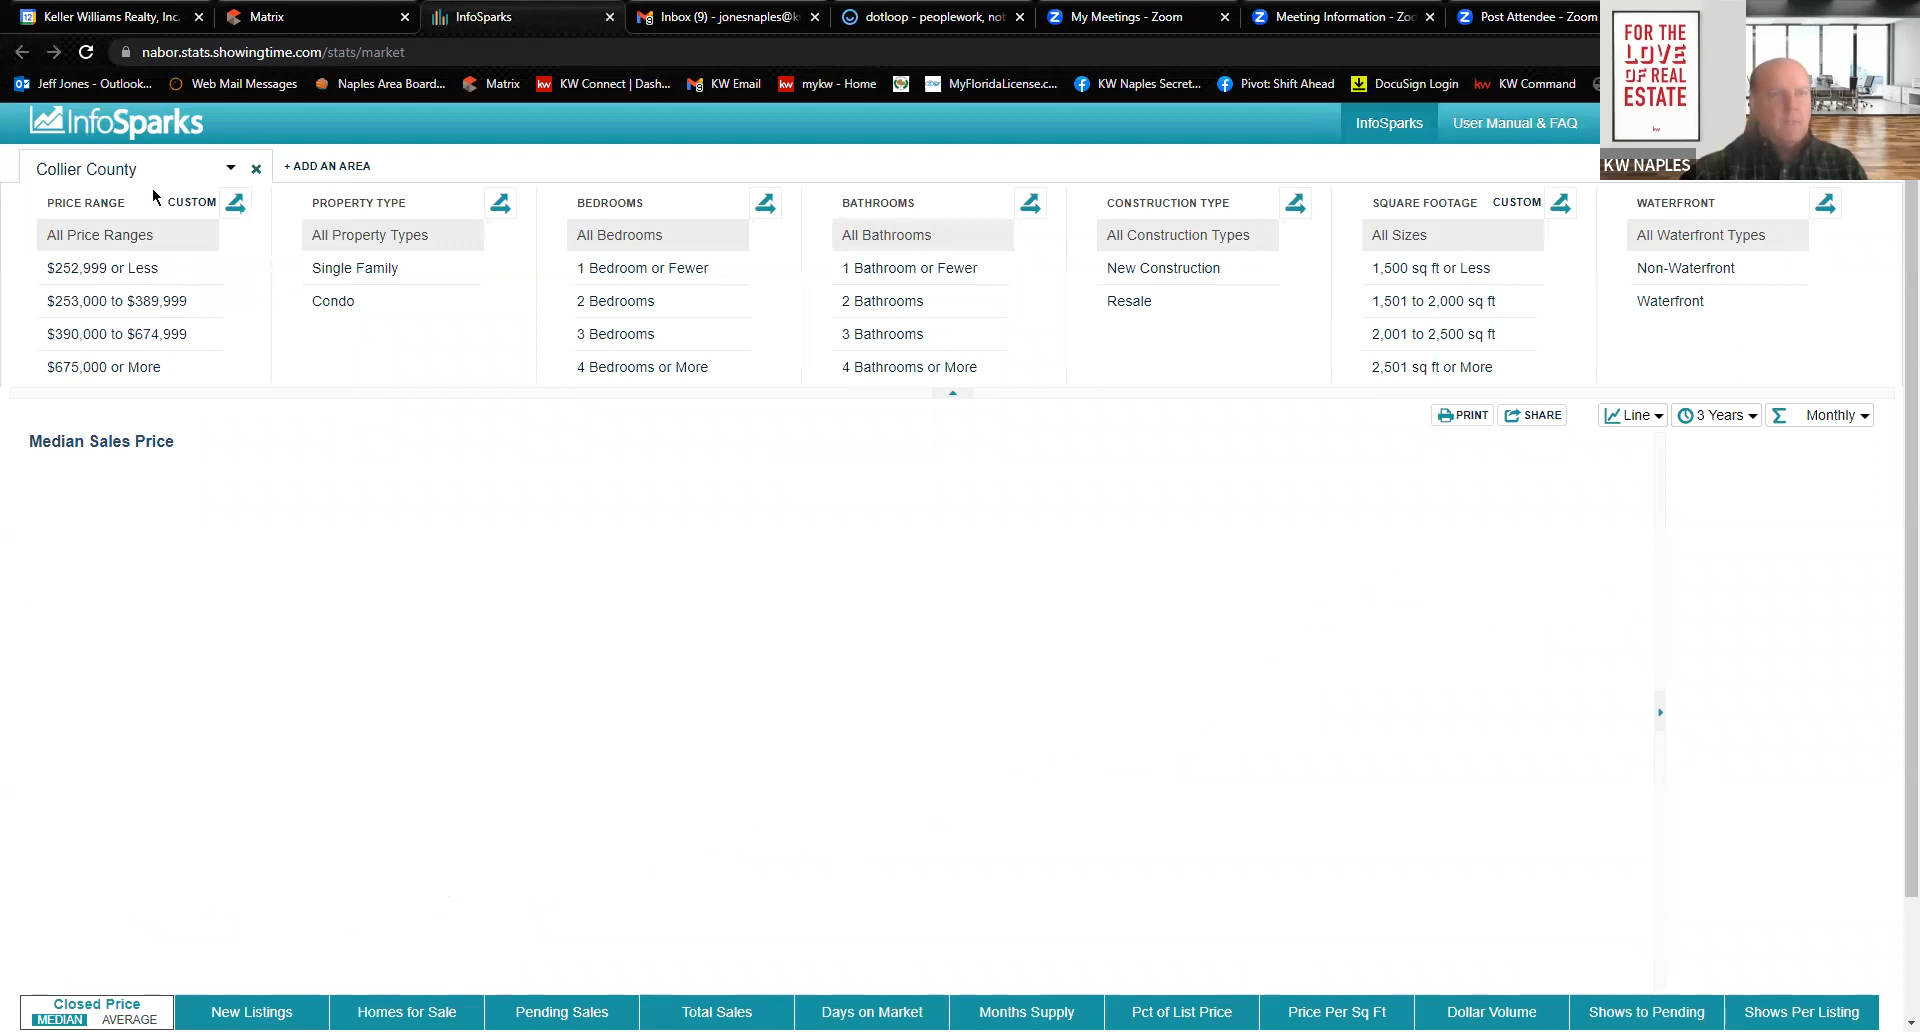 Keller Williams Realty, Inc.
Matrix
InfoSparks
Inbox (9) - jonesnaples@k
dotloop - peoplework, not
My Meetings - Zoom
Meeting Information - Zoo
Post Attendee - Zoom
nabor.stats.showingtime.com/stats/market
Jeff Jones - Outlook...
Web Mail Messages
Naples Area Board...
Matrix
KW Connect | Dash...
KW Email
mykw - Home
MyFloridaLicense.c...
KW Naples Secret...
Pivot: Shift Ahead
DocuSign Login
KW Command
FOR THE
LOVE
OF REAL
ESTATE
kw
KW NAPLES
InfoSparks
InfoSparks
User Manual & FAQ
Collier County
+ ADD AN AREA
PRICE RANGE CUSTOM
All Price Ranges
$252,999 or Less
$253,000 to $389,999
$390,000 to $674,999
$675,000 or More
PROPERTY TYPE
All Property Types
Single Family
Condo
BEDROOMS
All Bedrooms
1 Bedroom or Fewer
2 Bedrooms
3 Bedrooms
4 Bedrooms or More
BATHROOMS
All Bathrooms
1 Bathroom or Fewer
2 Bathrooms
3 Bathrooms
4 Bathrooms or More
CONSTRUCTION TYPE
All Construction Types
New Construction
Resale
SQUARE FOOTAGE CUSTOM
All Sizes
1,500 sq ft or Less
1,501 to 2,000 sq ft
2,001 to 2,500 sq ft
2,501 sq ft or More
WATERFRONT
All Waterfront Types
Non-Waterfront
Waterfront
PRINT
SHARE
Line
3 Years
Σ Monthly
Median Sales Price
Closed Price
MEDIAN AVERAGE
New Listings
Homes for Sale
Pending Sales
Total Sales
Days on Market
Months Supply
Pct of List Price
Price Per Sq Ft
Dollar Volume
Shows to Pending
Shows Per Listing